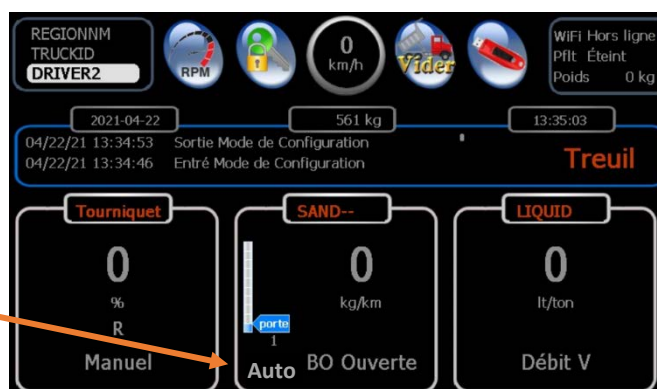 REGIONNM
TRUCKID
DRIVER2
RPM
0
km/h
Vider
WiFi Hors ligne
Pflt Éteint
Poids 0 kg
2021-04-22
561 kg
13:35:03
04/22/21 13:34:53 Sortie Mode de Configuration
04/22/21 13:34:46 Entré Mode de Configuration
Treuil
Tourniquet
0
%
R
Manuel
SAND--
0
kg/km
porte
1
Auto BO Ouverte
LIQUID
0
lt/ton
Débit V